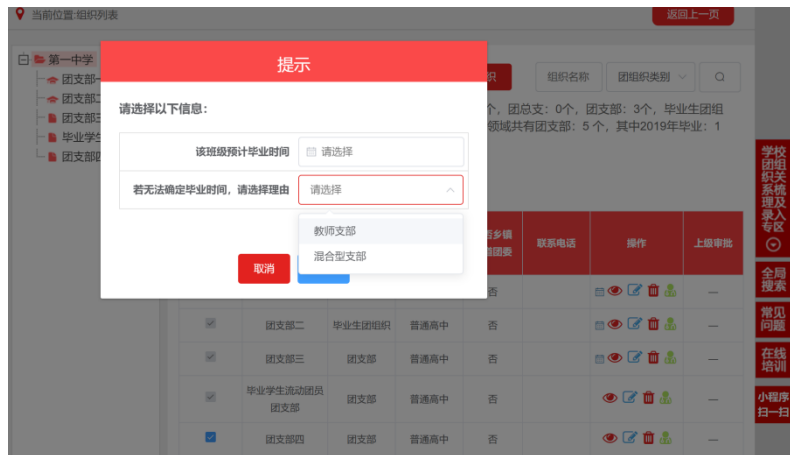 当前位置:组织列表
返回上一页
第一中学
团支部一
团支部二
团支部三
毕业学生
团支部四
提示
请选择以下信息：
该班级预计毕业时间 请选择
若无法确定毕业时间，请选择理由 请选择
教师支部
混合型支部
取消
织 组织名称 团组织类别
个，团总支：0个，团支部：3个，毕业生团组
领域共有团支部：5 个，其中2019年毕业：1
否乡镇
道团委
联系电话 操作 上级审批
否 —
团支部二 毕业生团组织 普通高中 否 —
团支部三 团支部 普通高中 否 —
毕业学生流动团员
团支部
团支部 普通高中 否 —
团支部四 团支部 普通高中 否 —
学校
团组
织关
系梳
理及
录入
专区
全局
搜索
常见
问题
在线
培训
小程序
扫一扫